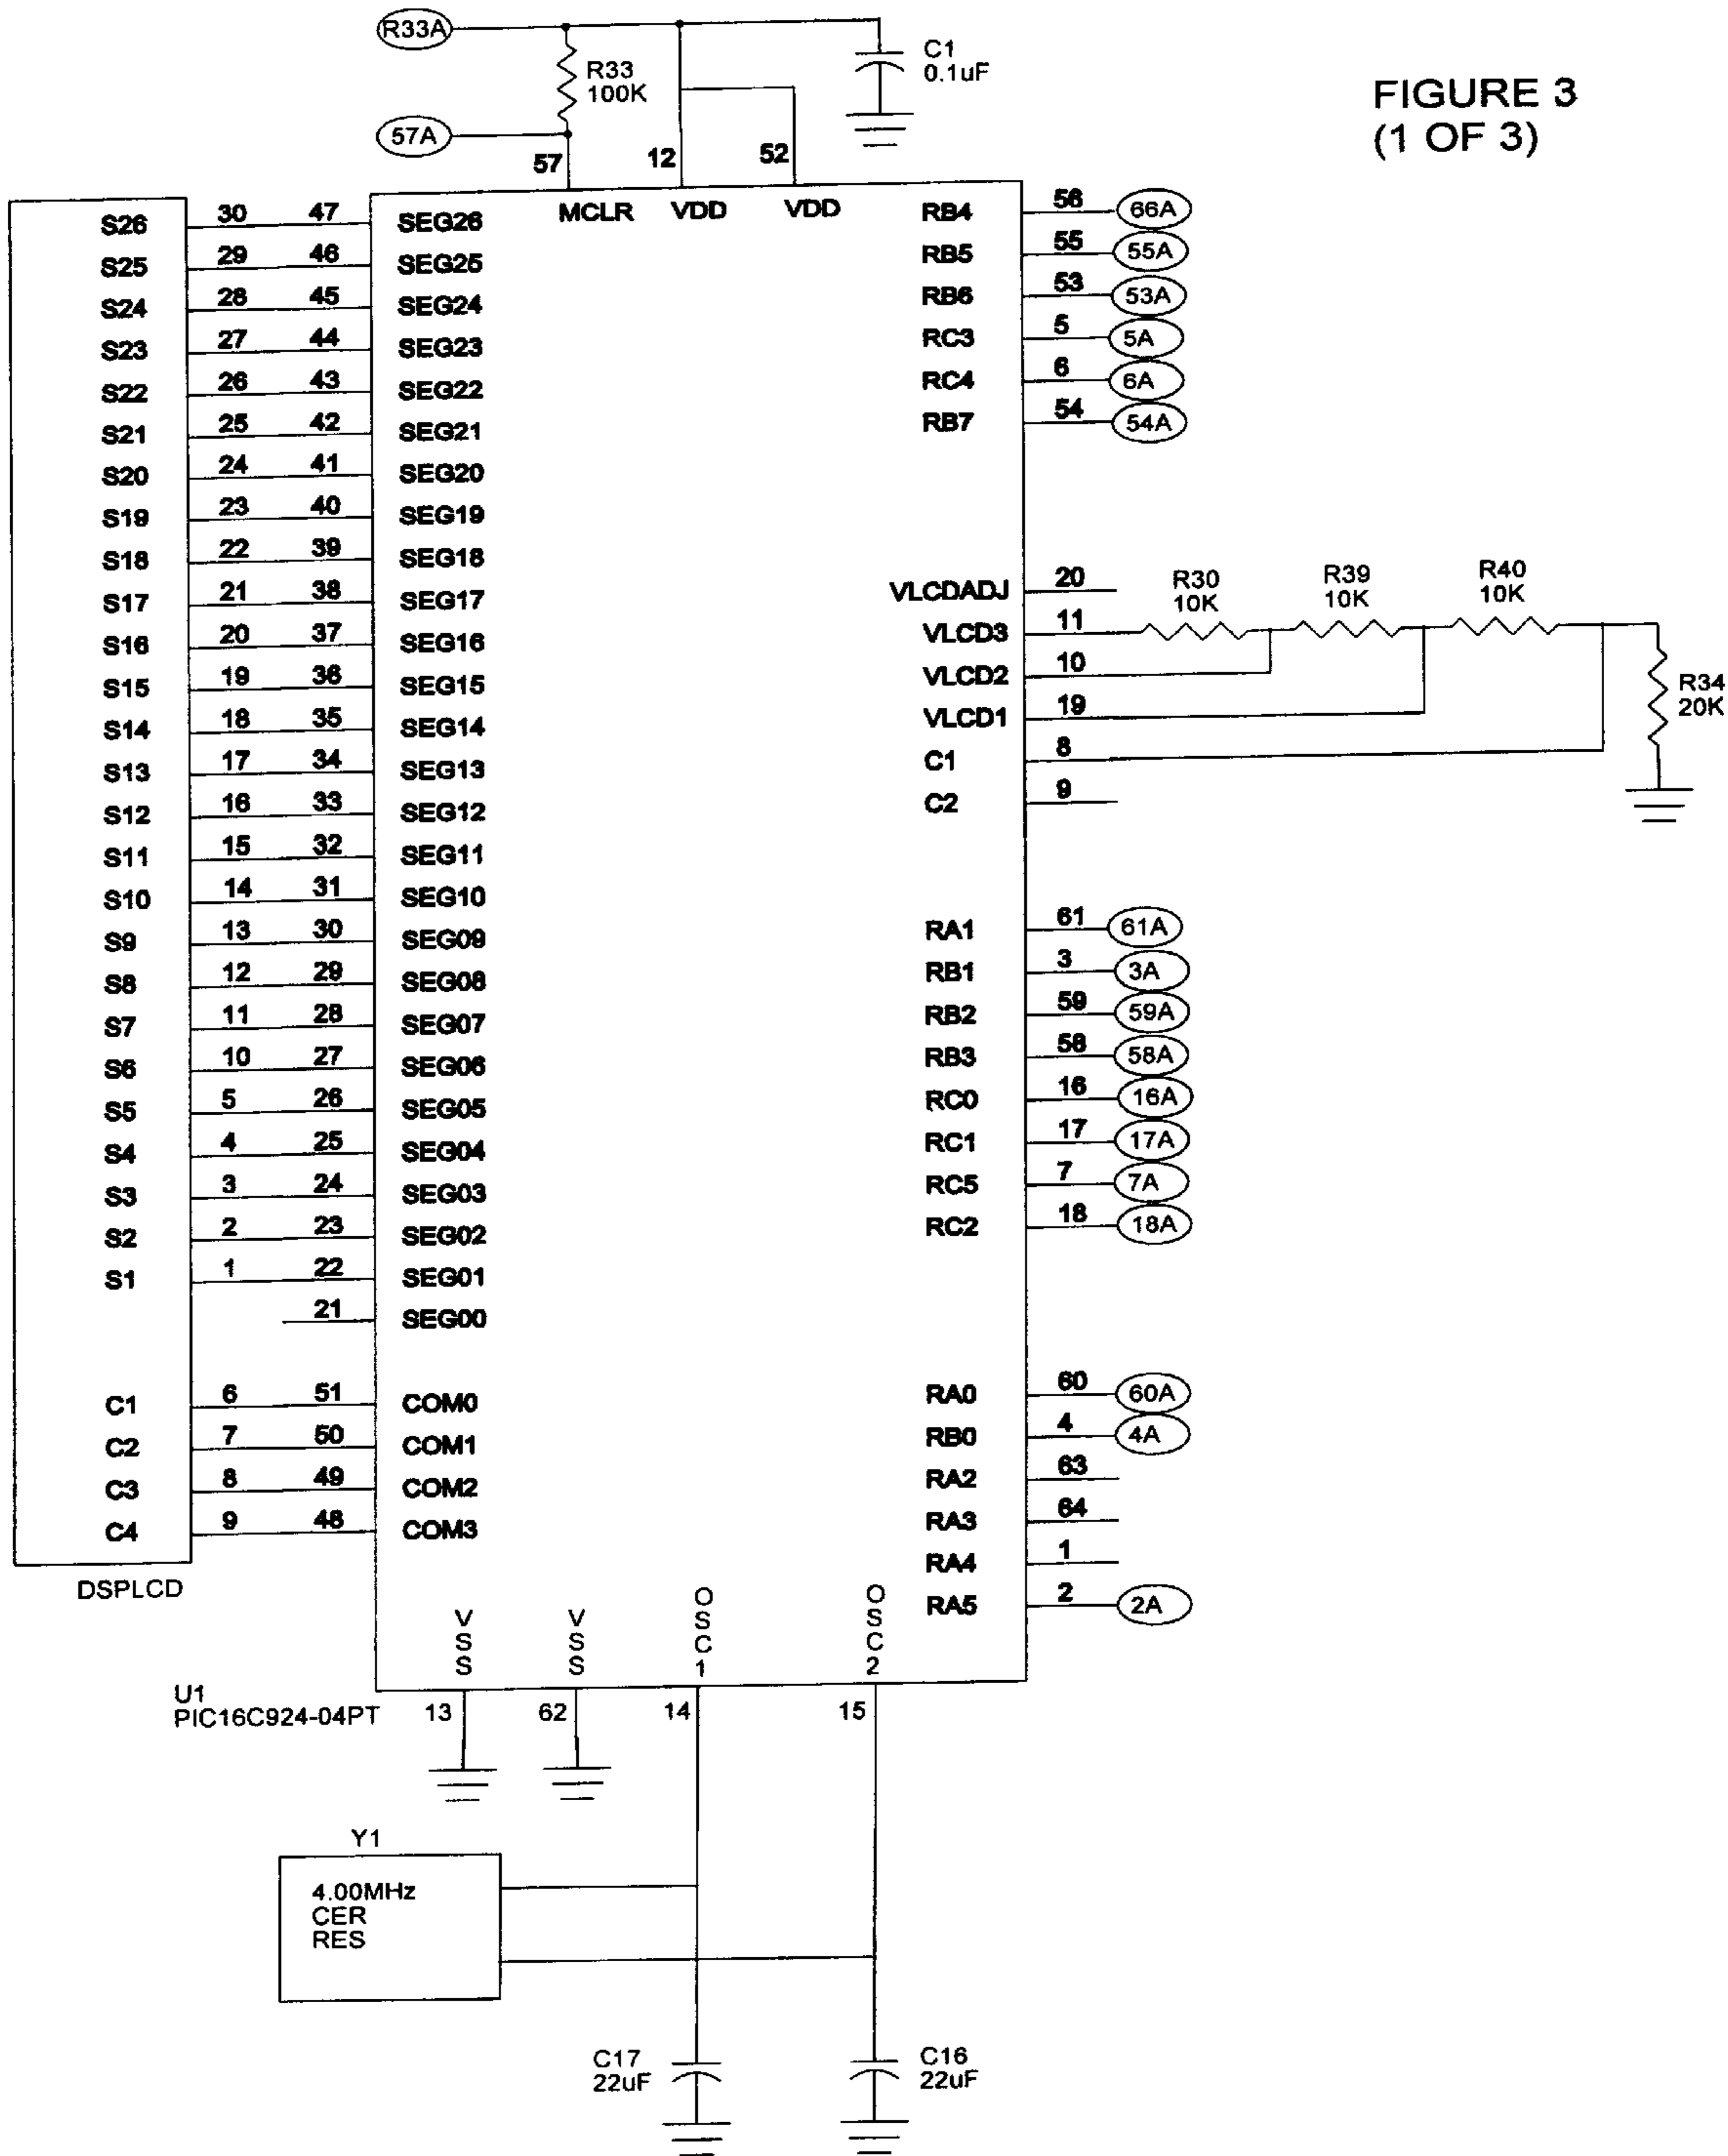 FIGURE 3
(1 OF 3)
R33A
R33
100K
C1
0.1uF
57A
57 12 52
MCLR VDD VDD
S26 30 47 SEG26
S25 29 46 SEG25
S24 28 45 SEG24
S23 27 44 SEG23
S22 26 43 SEG22
S21 25 42 SEG21
S20 24 41 SEG20
S19 23 40 SEG19
S18 22 39 SEG18
S17 21 38 SEG17
S16 20 37 SEG16
S15 19 36 SEG15
S14 18 35 SEG14
S13 17 34 SEG13
S12 16 33 SEG12
S11 15 32 SEG11
S10 14 31 SEG10
S9 13 30 SEG09
S8 12 29 SEG08
S7 11 28 SEG07
S6 10 27 SEG06
S5 5 26 SEG05
S4 4 25 SEG04
S3 3 24 SEG03
S2 2 23 SEG02
S1 1 22 SEG01
21 SEG00
C1 6 51 COM0
C2 7 50 COM1
C3 8 49 COM2
C4 9 48 COM3
DSPLCD
RB4 56 66A
RB5 55 55A
RB6 53 53A
RC3 5 5A
RC4 6 6A
RB7 54 54A
VLCDADJ 20
VLCD3 11
VLCD2 10
VLCD1 19
C1 8
C2 9
R30
10K
R39
10K
R40
10K
R34
20K
RA1 61 61A
RB1 3 3A
RB2 59 59A
RB3 58 58A
RC0 16 16A
RC1 17 17A
RC5 7 7A
RC2 18 18A
RA0 60 60A
RB0 4 4A
RA2 63
RA3 64
RA4 1
RA5 2 2A
VSS VSS OSC1 OSC2
U1
PIC16C924-04PT
13 62 14 15
Y1
4.00MHz
CER
RES
C17
22uF
C16
22uF